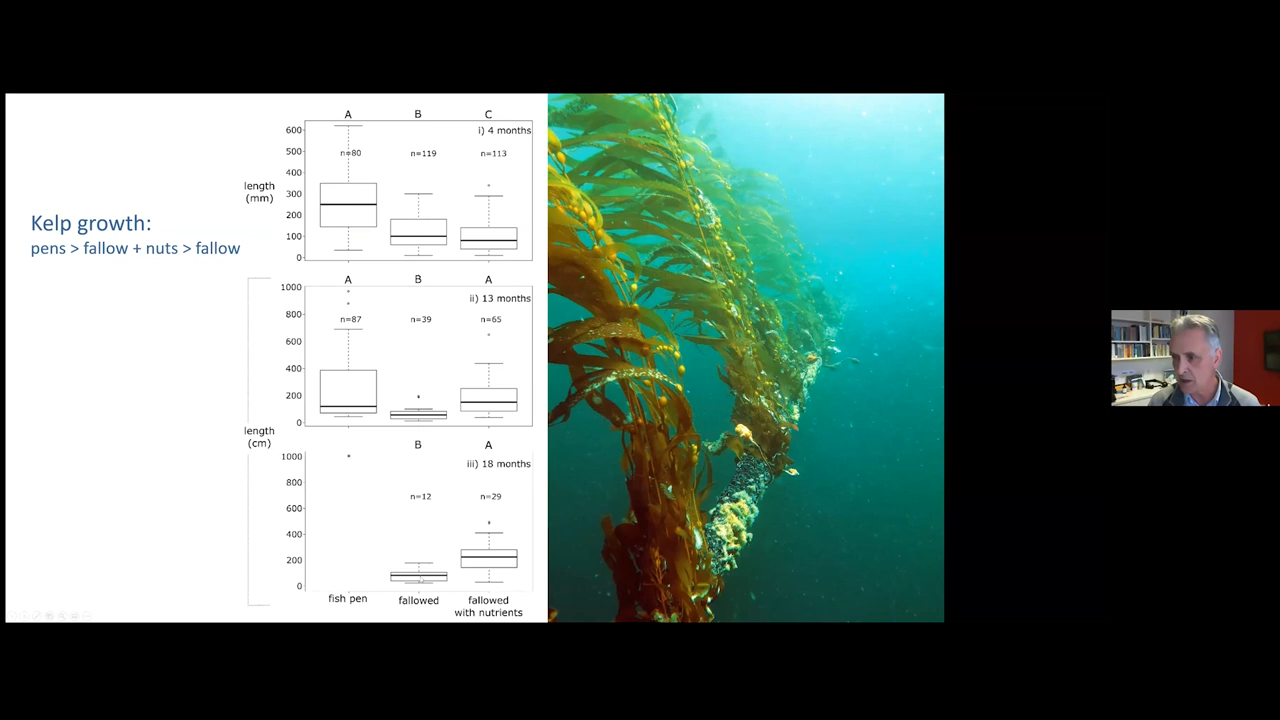 Kelp growth:
pens > fallow + nuts > fallow
A B C
i) 4 months
n=80 n=119 n=113
600
500
400
300
200
100
0
length
(mm)
A B A
ii) 13 months
n=87 n=39 n=65
1000
800
600
400
200
0
length
(cm)
B A
iii) 18 months
n=12 n=29
1000
800
600
400
200
0
fish pen fallowed fallowed
with nutrients